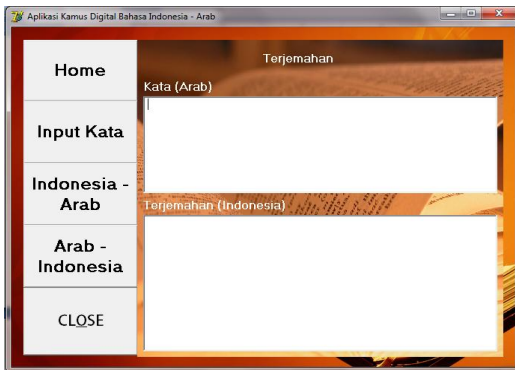 Aplikasi Kamus Digital Bahasa Indonesia - Arab
Home
Input Kata
Indonesia -
Arab
Arab -
Indonesia
CLOSE
Terjemahan
Kata (Arab)
Terjemahan (Indonesia)